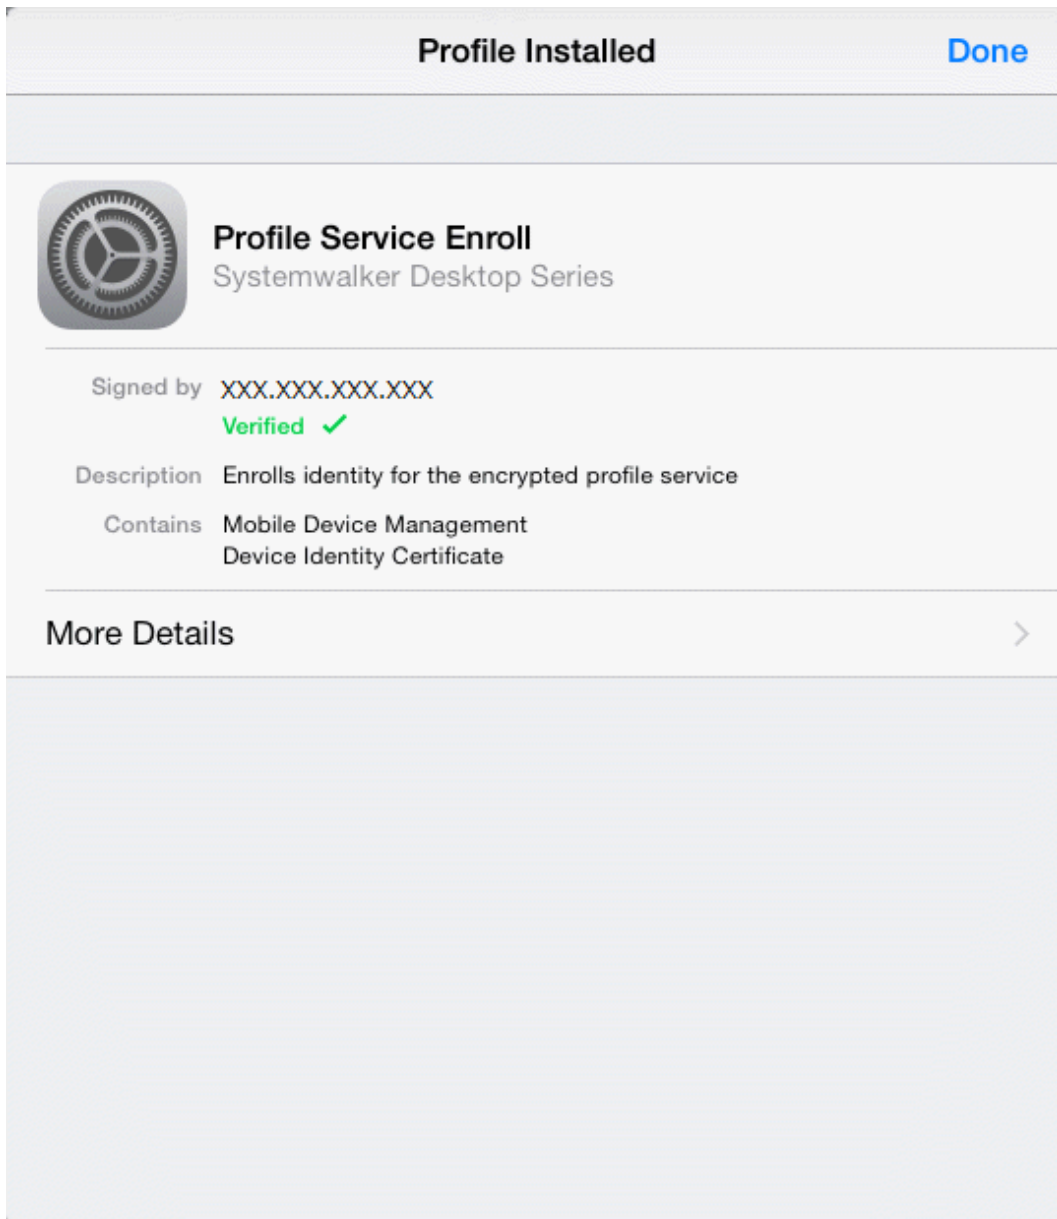 Profile Installed
Done
Profile Service Enroll
Systemwalker Desktop Series
Signed by XXX.XXX.XXX.XXX
Verified ✓
Description Enrolls identity for the encrypted profile service
Contains Mobile Device Management
Device Identity Certificate
More Details